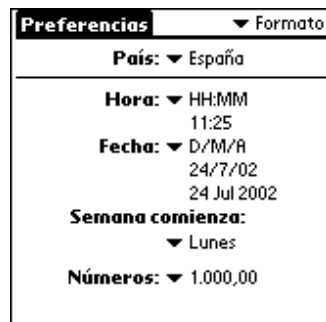 Preferencias Formato
País: España
Hora: HH:MM
11:25
Fecha: D/M/A
24/7/02
24 Jul 2002
Semana comienza:
Lunes
Números: 1.000,00